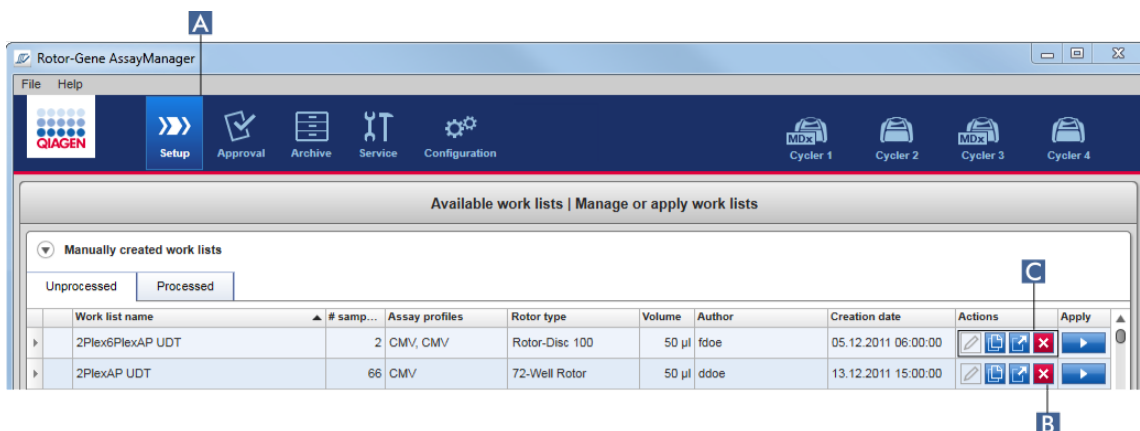 A
Rotor-Gene AssayManager
File Help
QIAGEN
Setup Approval Archive Service Configuration
MDx Cycler 1 Cycler 2 MDx Cycler 3 Cycler 4
Available work lists | Manage or apply work lists
Manually created work lists
C
Unprocessed Processed
Work list name # samp... Assay profiles Rotor type Volume Author Creation date Actions Apply
2Plex6PlexAP UDT 2 CMV, CMV Rotor-Disc 100 50 µl fdoe 05.12.2011 06:00:00
2PlexAP UDT 66 CMV 72-Well Rotor 50 µl ddoe 13.12.2011 15:00:00
B